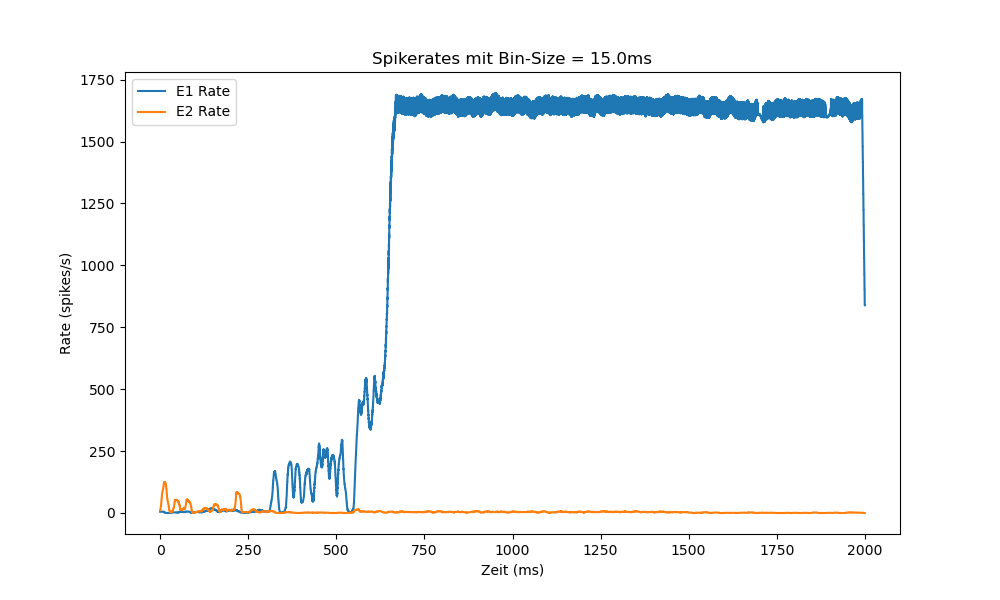 Spikerates mit Bin-Size = 15.0ms
E1 Rate
E2 Rate
Rate (spikes/s)
1750
1500
1250
1000
750
500
250
0
0 250 500 750 1000 1250 1500 1750 2000
Zeit (ms)